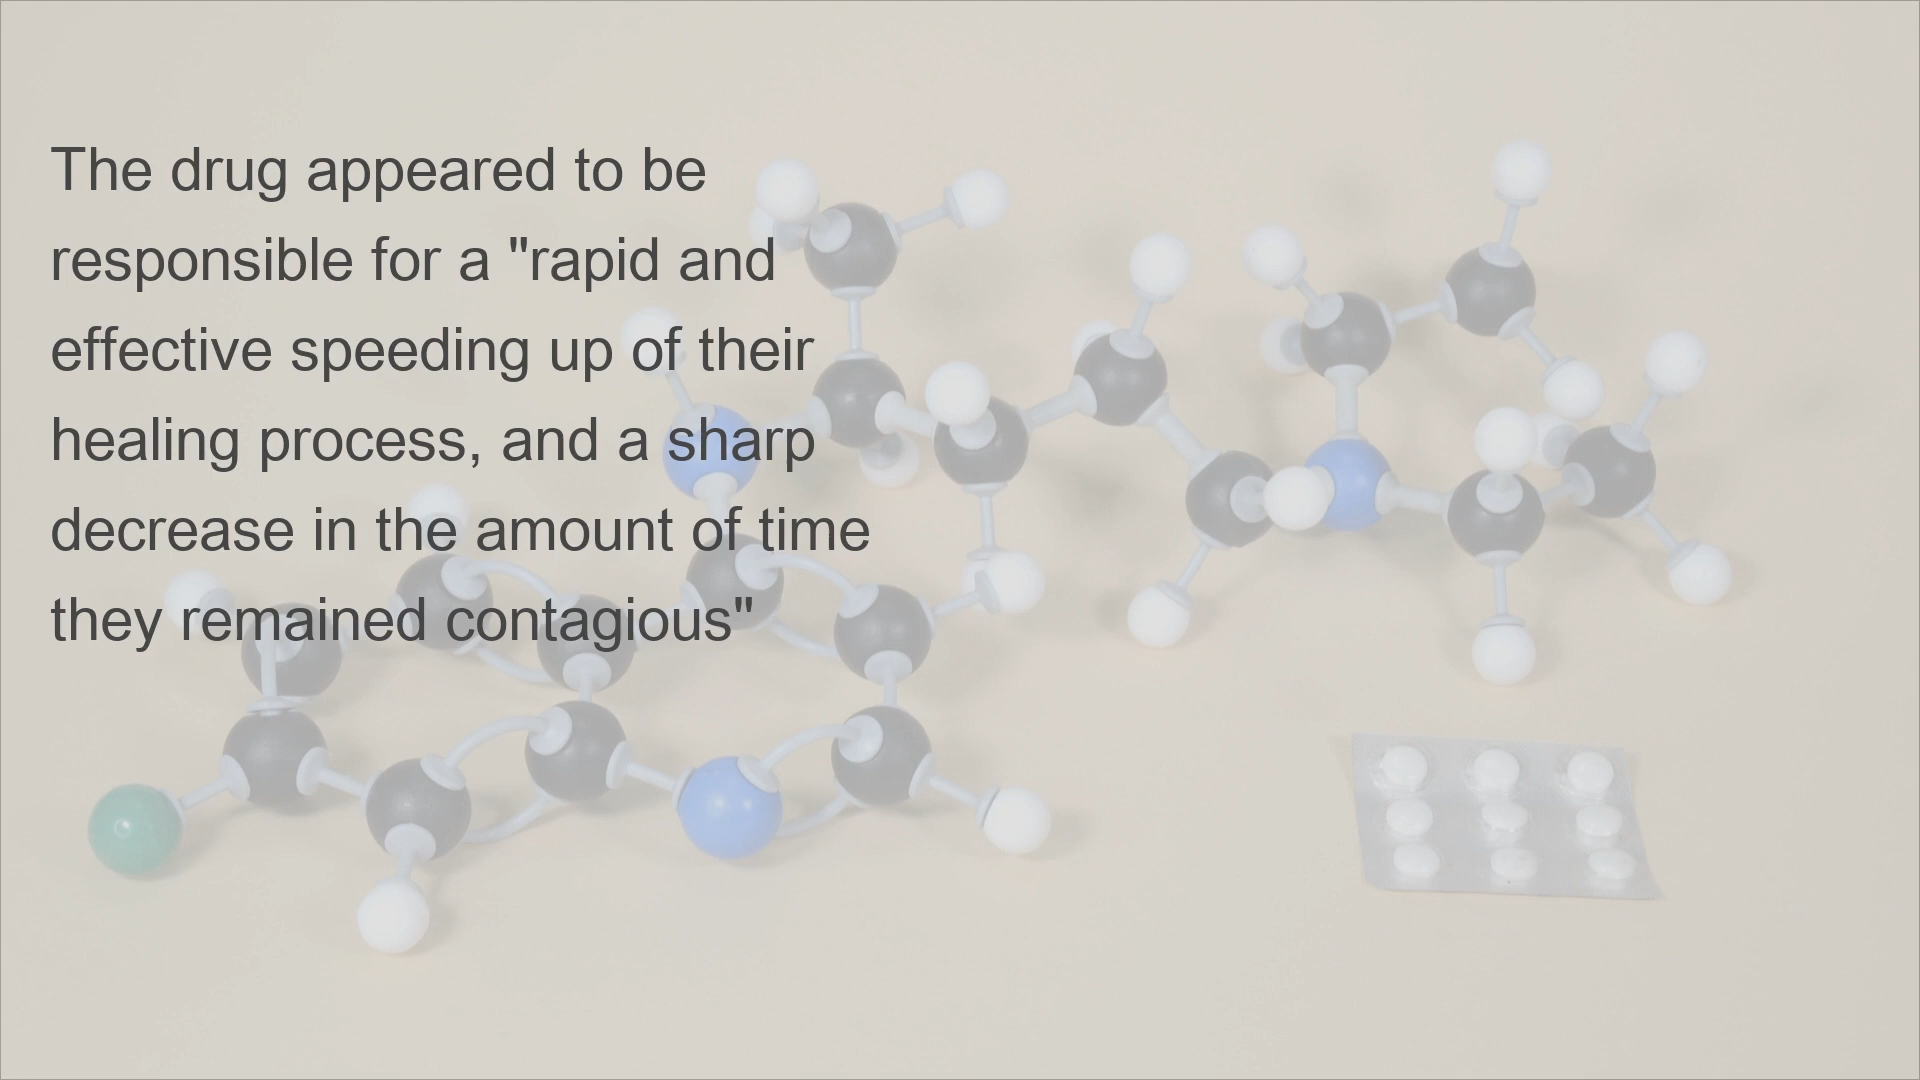 The drug appeared to be
responsible for a "rapid and
effective speeding up of their
healing process, and a sharp
decrease in the amount of time
they remained contagious"